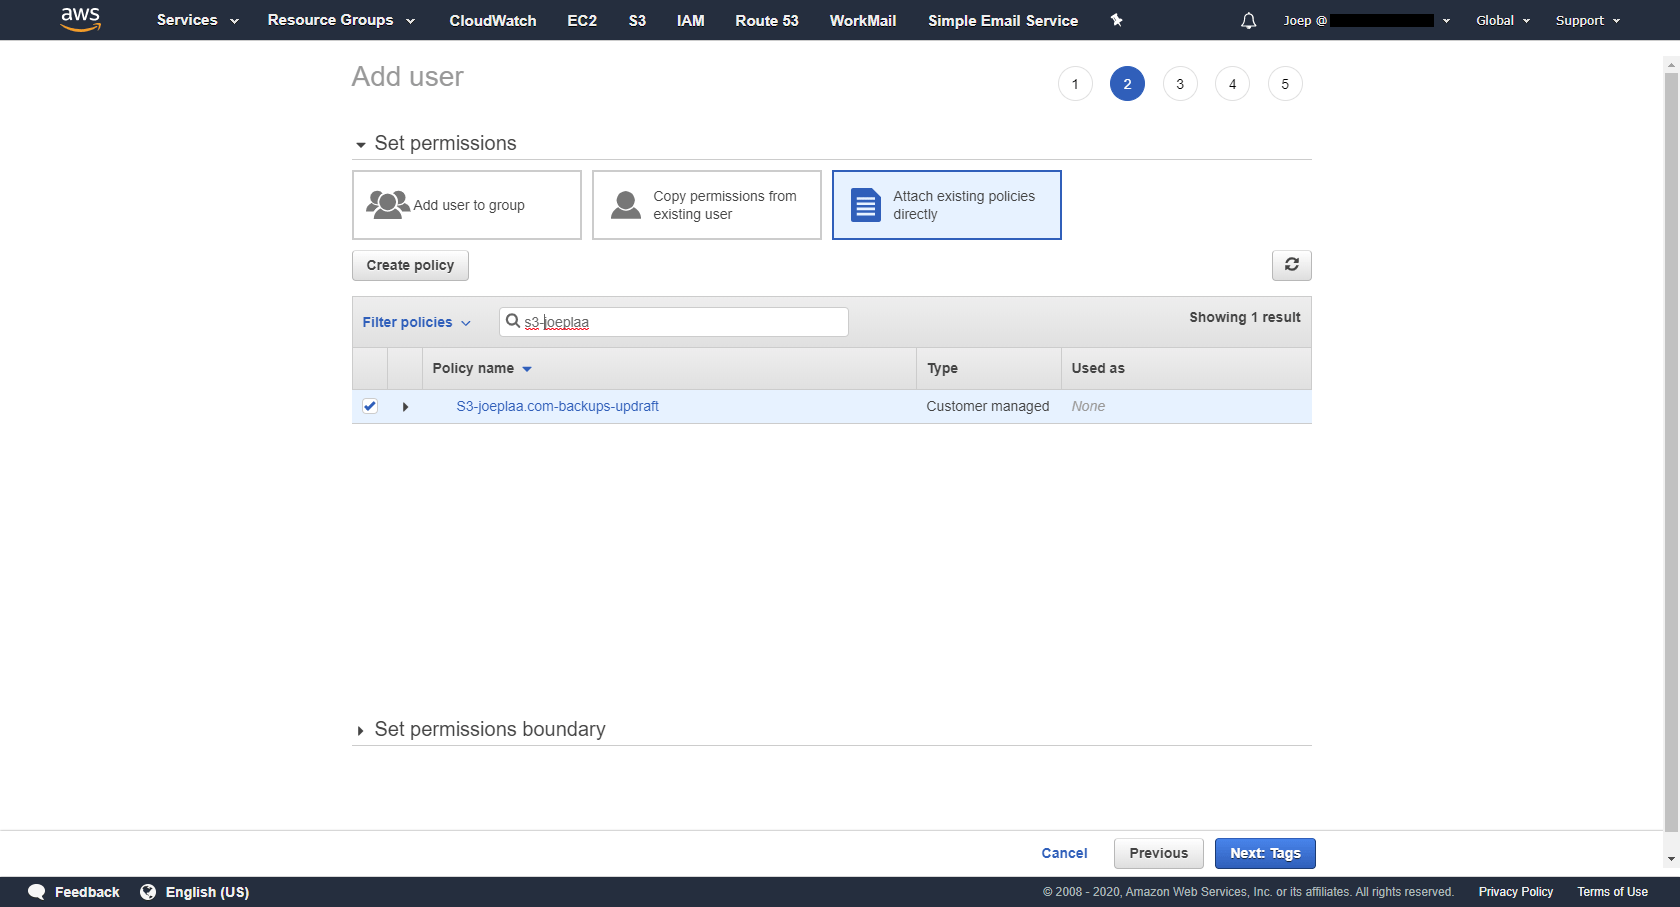 aws Services Resource Groups CloudWatch EC2 S3 IAM Route 53 WorkMail Simple Email Service Joep @ Global Support
Add user
1 2 3 4 5
Set permissions
Add user to group
Copy permissions from
existing user
Attach existing policies
directly
Create policy
Filter policies s3-joeplaa Showing 1 result
Policy name Type Used as
S3-joeplaa.com-backups-updraft Customer managed None
Set permissions boundary
Cancel Previous Next: Tags
Feedback English (US) © 2008 - 2020, Amazon Web Services, Inc. or its affiliates. All rights reserved. Privacy Policy Terms of Use